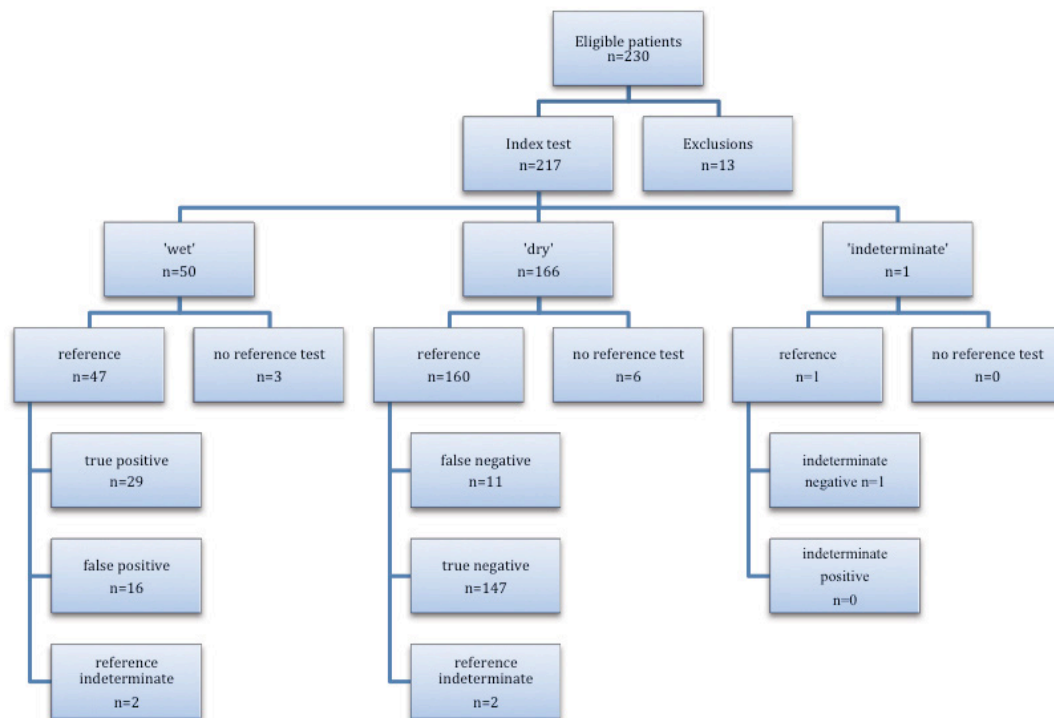 Eligible patients
n=230
Index test
n=217
Exclusions
n=13
'wet'
n=50
'dry'
n=166
'indeterminate'
n=1
reference
n=47
no reference test
n=3
reference
n=160
no reference test
n=6
reference
n=1
no reference test
n=0
true positive
n=29
false negative
n=11
indeterminate
negative n=1
false positive
n=16
true negative
n=147
indeterminate
positive
n=0
reference
indeterminate
n=2
reference
indeterminate
n=2